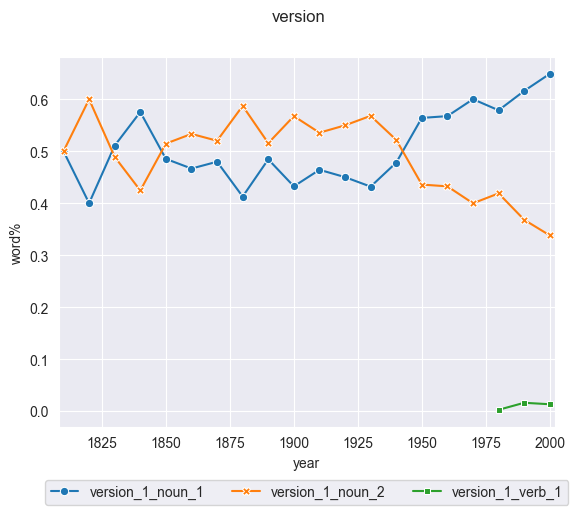 version
word%
0.6
0.5
0.4
0.3
0.2
0.1
0.0
1825 1850 1875 1900 1925 1950 1975 2000
year
version_1_noun_1 version_1_noun_2 version_1_verb_1